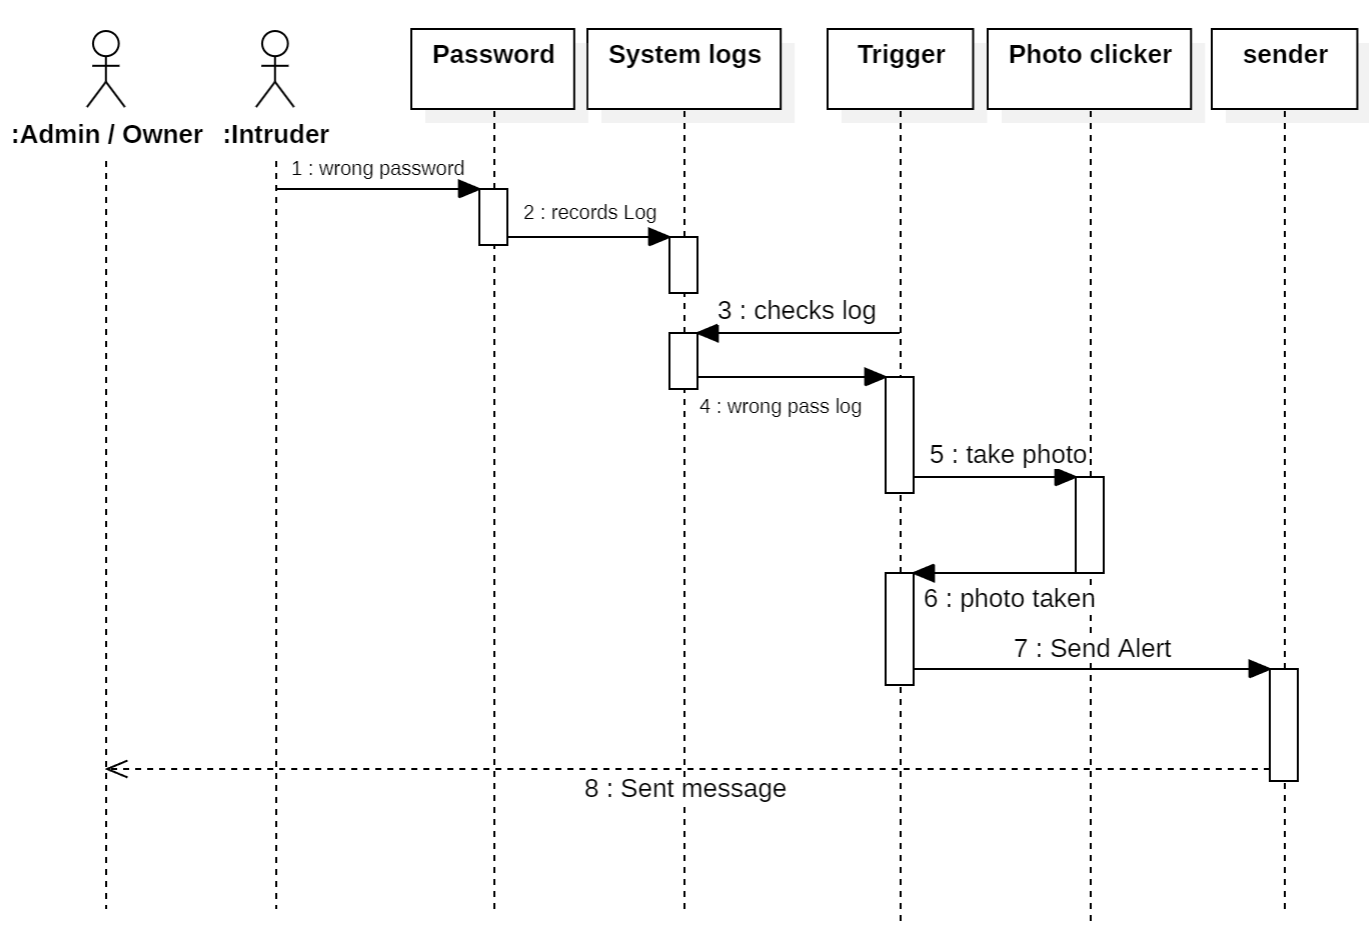 Password
System logs
Trigger
Photo clicker
sender
:Admin / Owner
:Intruder
1 : wrong password
2 : records Log
3 : checks log
4 : wrong pass log
5 : take photo
6 : photo taken
7 : Send Alert
8 : Sent message